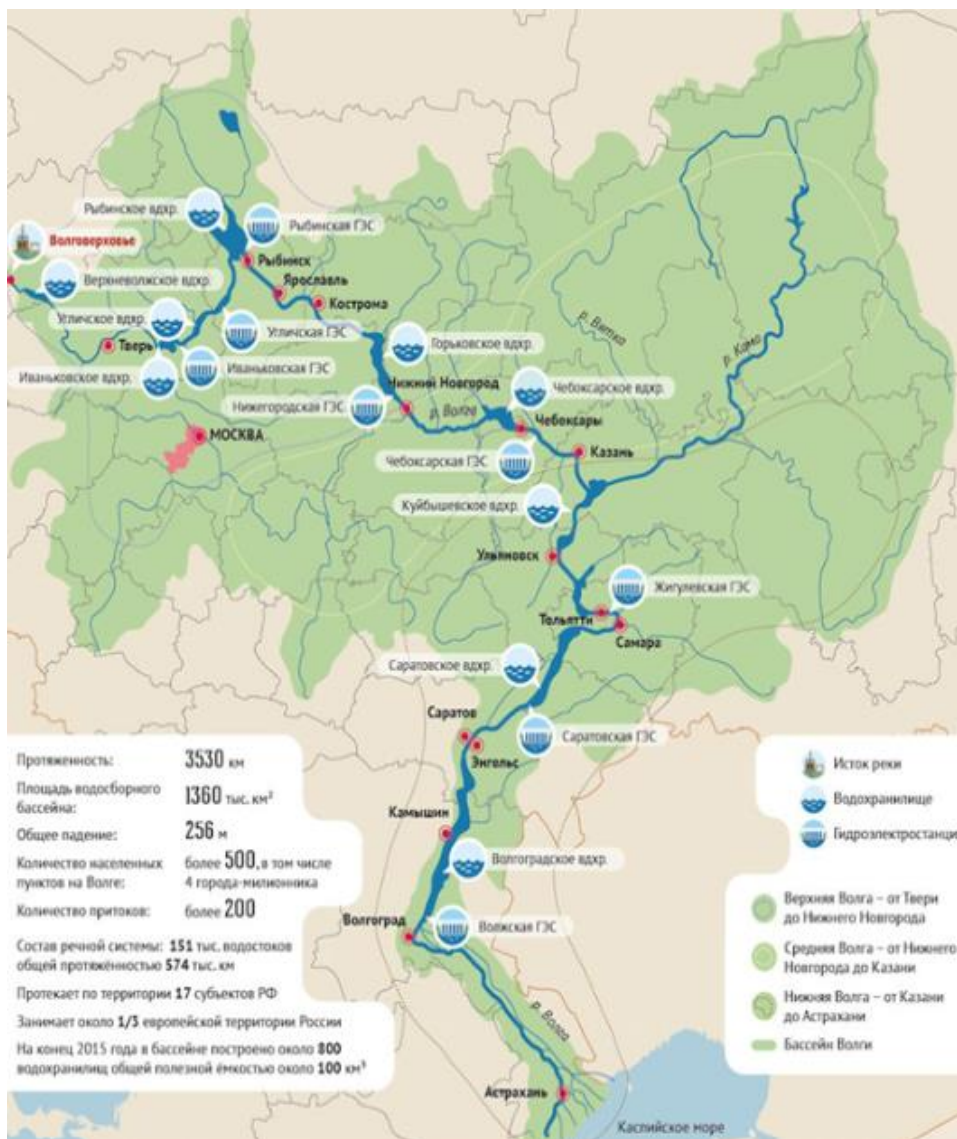 Рыбинское вдхр.
Рыбинская ГЭС
Волговерховье
Рыбинск
Верхневолжское вдхр.
Ярославль
Кострома
Угличское вдхр.
Угличская ГЭС
р. Вятка
Тверь
Горьковское вдхр.
р. Кама
Иваньковское вдхр.
Иваньковская ГЭС
Нижний Новгород
Чебоксарское вдхр.
Нижегородская ГЭС
р. Волга
Чебоксары
МОСКВА
Казань
Чебоксарская ГЭС
Куйбышевское вдхр.
Ульяновск
Жигулевская ГЭС
Тольятти
Самара
Саратовское вдхр.
Саратов
Саратовская ГЭС
Энгольс
Камышин
Волгоградское вдхр.
Волгоград
Волжская ГЭС
р. Волга
Астрахань
Каспийское море
Протяженность: 3530 км
Площадь водосборного
бассейна: 1360 тыс. км²
Общее падение: 256 м
Количество населенных
пунктов на Волге: более 500, в том числе
4 города-милионника
Количество притоков: более 200
Состав речной системы: 151 тыс. водостоков
общей протяжённостью 574 тыс. км
Протекает по территории 17 субъектов РФ
Занимает около 1/3 европейской территории России
На конец 2015 года в бассейне построено около 800
водохранилищ общей полезной ёмкостью около 100 км³
Исток реки
Водохранилище
Гидроэлектростанци
Верхняя Волга – от Твери
до Нижнего Новгорода
Средняя Волга – от Нижнего
Новгорода до Казани
Нижняя Волга – от Казани
до Астрахани
Бассейн Волги